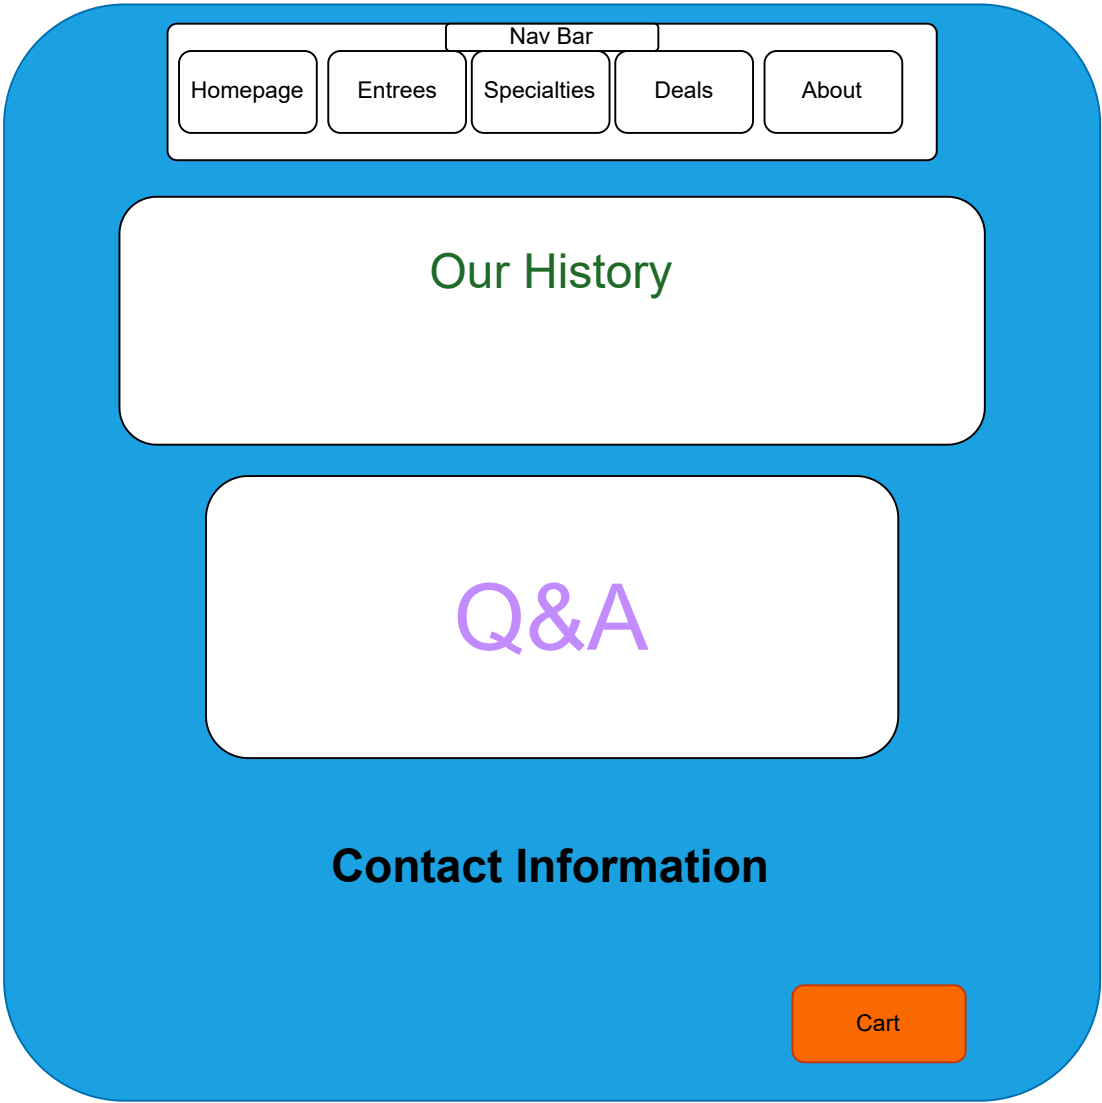 Nav Bar
Homepage
Entrees
Specialties
Deals
About
Our History
Q&A
Contact Information
Cart